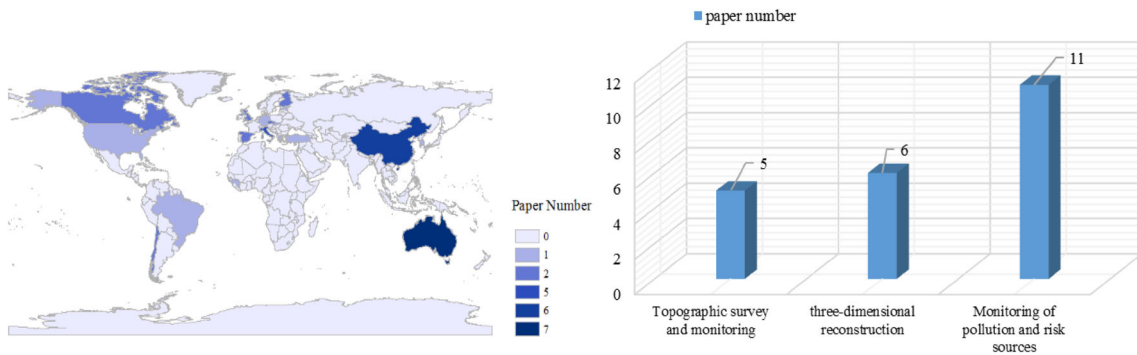 Paper Number
0
1
2
5
6
7
paper number
12
10
8
6
4
2
0
5
6
11
Topographic survey
and monitoring
three-dimensional
reconstruction
Monitoring of
pollution and risk
sources